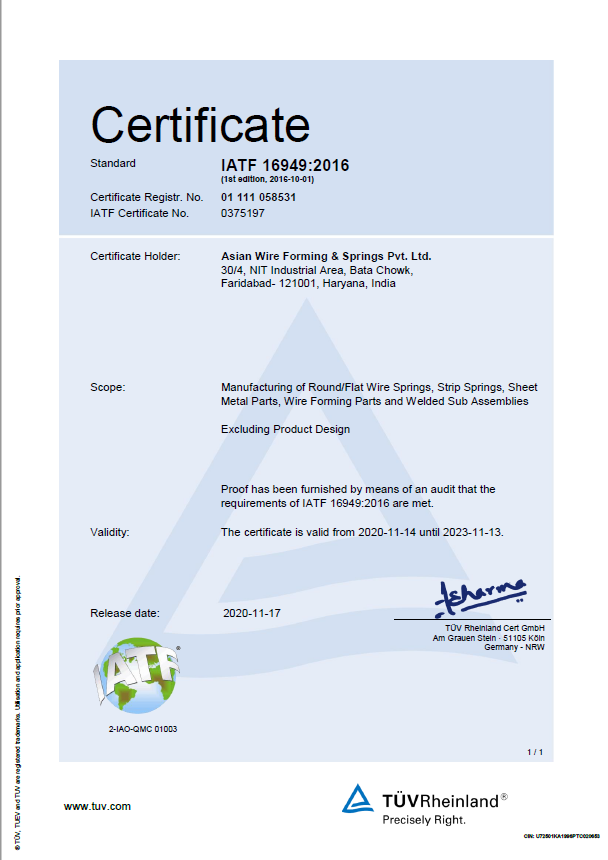 Certificate
Standard IATF 16949:2016
(1st edition, 2016-10-01)
Certificate Registr. No. 01 111 058531
IATF Certificate No. 0375197
Certificate Holder: Asian Wire Forming & Springs Pvt. Ltd.
30/4, NIT Industrial Area, Bata Chowk,
Faridabad- 121001, Haryana, India
Scope: Manufacturing of Round/Flat Wire Springs, Strip Springs, Sheet
Metal Parts, Wire Forming Parts and Welded Sub Assemblies
Excluding Product Design
Proof has been furnished by means of an audit that the
requirements of IATF 16949:2016 are met.
Validity: The certificate is valid from 2020-11-14 until 2023-11-13.
Asharma
Release date: 2020-11-17
TÜV Rheinland Cert GmbH
Am Grauen Stein · 51105 Köln
Germany - NRW
IATF®
2-IAO-QMC 01003
1 / 1
® TÜV, TUEV and TUV are registered trademarks. Utilisation and application requires prior approval.
www.tuv.com
TÜVRheinland®
Precisely Right.
CIN: U72501KA1996PTC020653